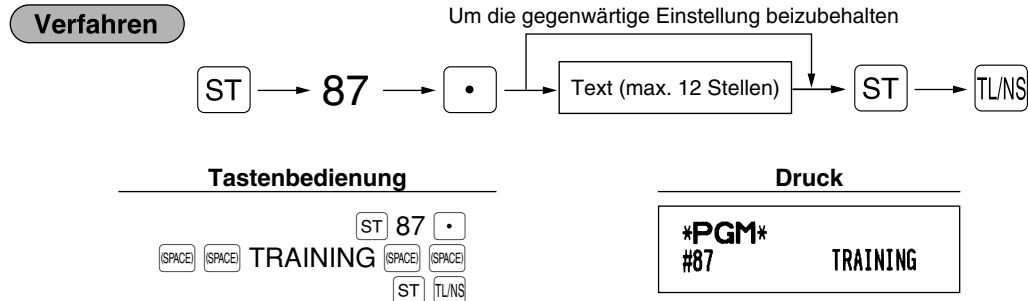 Verfahren
Um die gegenwärtige Einstellung beizubehalten
ST 87 • Text (max. 12 Stellen) ST TL/NS
Tastenbedienung
ST 87 •
(SPACE) (SPACE) TRAINING (SPACE) (SPACE)
ST TL/NS
Druck
*PGM*
#87 TRAINING